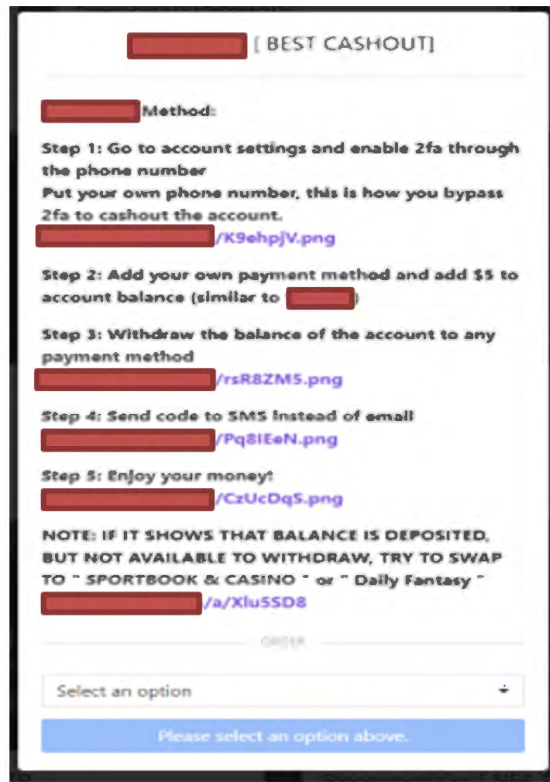 [ BEST CASHOUT]
Method:
Step 1: Go to account settings and enable 2fa through
the phone number
Put your own phone number, this is how you bypass
2fa to cashout the account.
/K9ehpjV.png
Step 2: Add your own payment method and add $5 to
account balance (similar to )
Step 3: Withdraw the balance of the account to any
payment method
/rsR8ZM5.png
Step 4: Send code to SMS instead of email
/Pq8IEeN.png
Step 5: Enjoy your money!
/CzUcDqS.png
NOTE: IF IT SHOWS THAT BALANCE IS DEPOSITED,
BUT NOT AVAILABLE TO WITHDRAW, TRY TO SWAP
TO " SPORTBOOK & CASINO " or " Daily Fantasy "
/a/Xlu5SD8
ORDER
Select an option
Please select an option above.